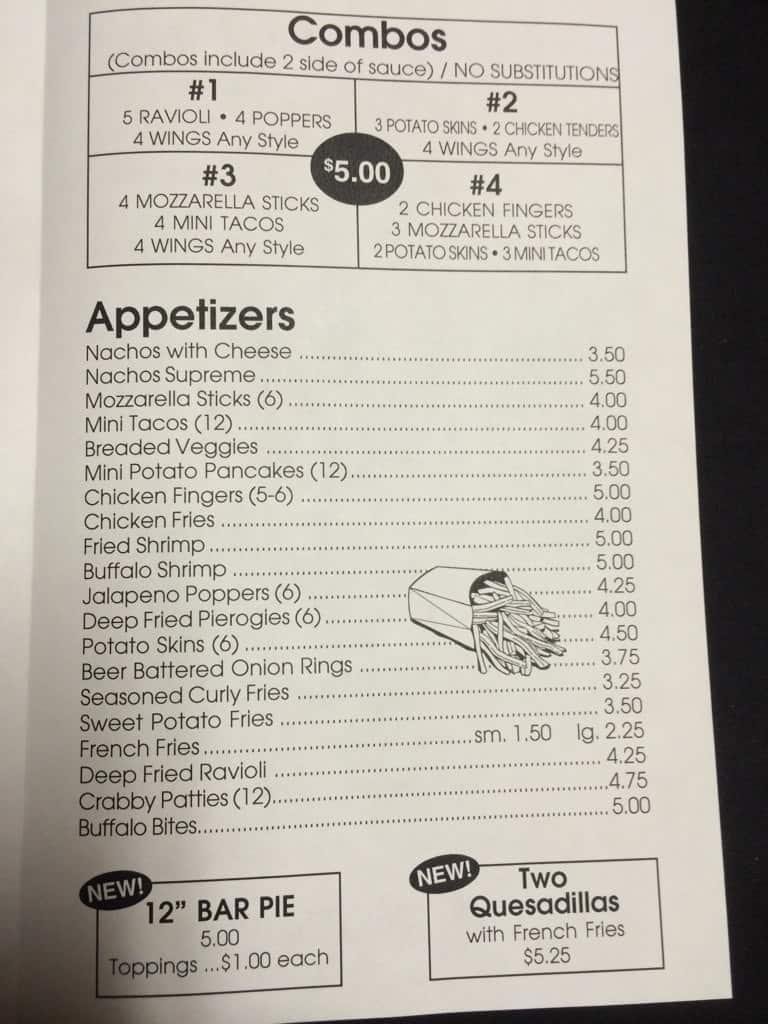 Combos
(Combos include 2 side of sauce) / NO SUBSTITUTIONS
#1
5 RAVIOLI • 4 POPPERS
4 WINGS Any Style
#2
3 POTATO SKINS • 2 CHICKEN TENDERS
4 WINGS Any Style
$5.00
#3
4 MOZZARELLA STICKS
4 MINI TACOS
4 WINGS Any Style
#4
2 CHICKEN FINGERS
3 MOZZARELLA STICKS
2 POTATO SKINS • 3 MINI TACOS
Appetizers
Nachos with Cheese 3.50
Nachos Supreme 5.50
Mozzarella Sticks (6) 4.00
Mini Tacos (12) 4.00
Breaded Veggies 4.25
Mini Potato Pancakes (12) 3.50
Chicken Fingers (5-6) 5.00
Chicken Fries 4.00
Fried Shrimp 5.00
Buffalo Shrimp 5.00
Jalapeno Poppers (6) 4.25
Deep Fried Pierogies (6) 4.00
Potato Skins (6) 4.50
Beer Battered Onion Rings 3.75
Seasoned Curly Fries 3.25
Sweet Potato Fries 3.50
French Fries sm. 1.50 lg. 2.25
Deep Fried Ravioli 4.25
Crabby Patties (12) 4.75
Buffalo Bites 5.00
NEW!
12" BAR PIE
5.00
Toppings ...$1.00 each
NEW!
Two
Quesadillas
with French Fries
$5.25